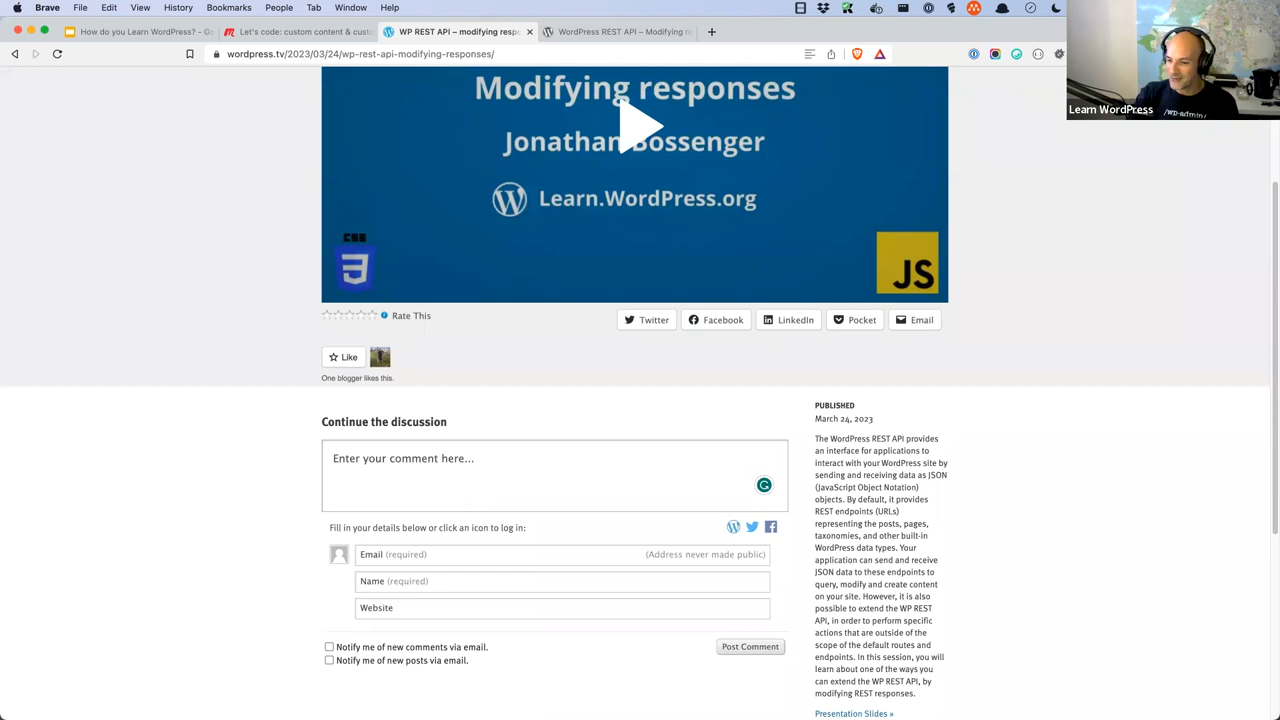 Brave File Edit View History Bookmarks People Tab Window Help
How do you Learn WordPress? - Go
Let's code: custom content & custo
WP REST API – modifying respo
WordPress REST API – Modifying re
wordpress.tv/2023/03/24/wp-rest-api-modifying-responses/
Learn WordPress
/wp-admin/
Modifying responses
Jonathan Bossenger
Learn.WordPress.org
CSS
3
JS
Rate This
Twitter
Facebook
LinkedIn
Pocket
Email
Like
One blogger likes this.
Continue the discussion
Enter your comment here...
Fill in your details below or click an icon to log in:
Email (required)
(Address never made public)
Name (required)
Website
Notify me of new comments via email.
Notify me of new posts via email.
Post Comment
PUBLISHED
March 24, 2023
The WordPress REST API provides
an interface for applications to
interact with your WordPress site by
sending and receiving data as JSON
(JavaScript Object Notation)
objects. By default, it provides
REST endpoints (URLs)
representing the posts, pages,
taxonomies, and other built-in
WordPress data types. Your
application can send and receive
JSON data to these endpoints to
query, modify and create content
on your site. However, it is also
possible to extend the WP REST
API, in order to perform specific
actions that are outside of the
scope of the default routes and
endpoints. In this session, you will
learn about one of the ways you
can extend the WP REST API, by
modifying REST responses.
Presentation Slides »